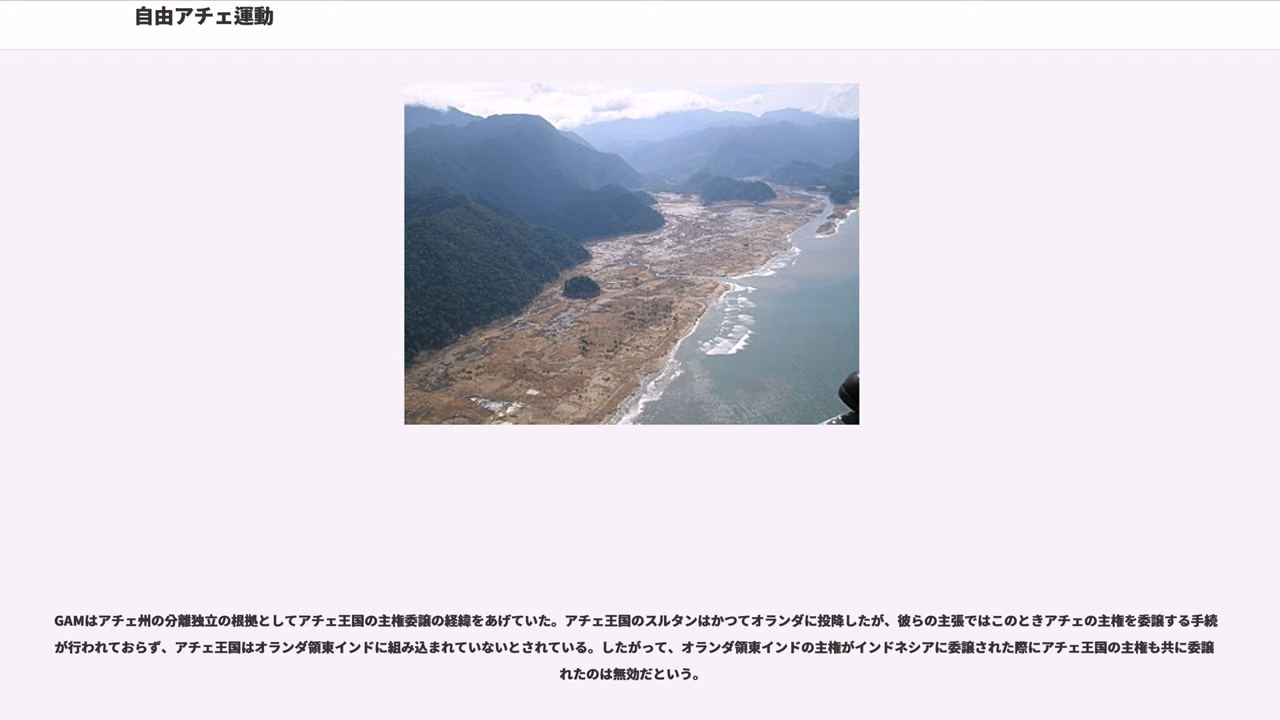 自由アチェ運動
GAMはアチェ州の分離独立の根拠としてアチェ王国の主権委譲の経緯をあげていた。アチェ王国のスルタンはかつてオランダに投降したが、彼らの主張ではこのときアチェの主権を委譲する手続
が行われておらず、アチェ王国はオランダ領東インドに組み込まれていないとされている。したがって、オランダ領東インドの主権がインドネシアに委譲された際にアチェ王国の主権も共に委譲
れたのは無効だという。